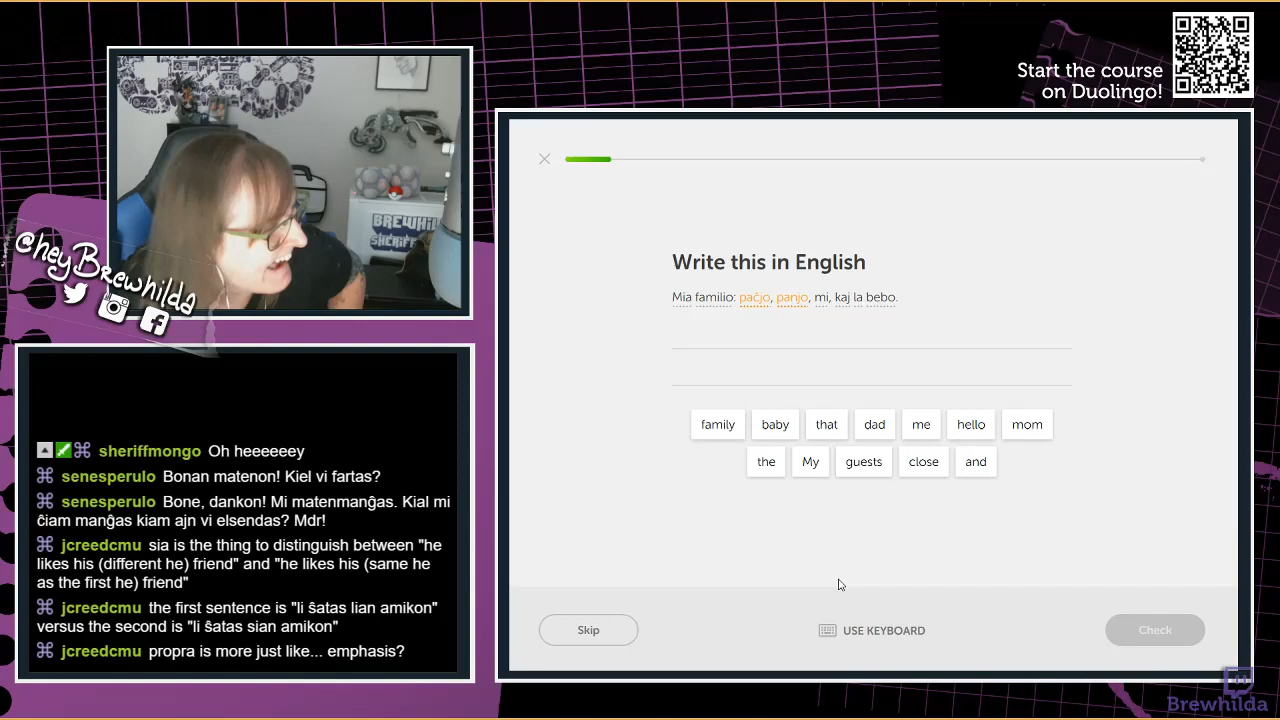 Start the course
on Duolingo!
@heyBrewhilda
BREWHIL
SHERIFF
Write this in English
Mia familio: paĉjo, panjo, mi, kaj la bebo.
family baby that dad me hello mom
the My guests close and
Skip
USE KEYBOARD
Check
sheriffmongo Oh heeeeeey
senesperulo Bonan matenon! Kiel vi fartas?
senesperulo Bone, dankon! Mi matenmanĝas. Kial mi
ĉiam manĝas kiam ajn vi elsendas? Mdr!
jcreedcmu sia is the thing to distinguish between "he
likes his (different he) friend" and "he likes his (same he
as the first he) friend"
jcreedcmu the first sentence is "li ŝatas lian amikon"
versus the second is "li ŝatas sian amikon"
jcreedcmu propra is more just like... emphasis?
Brewhilda